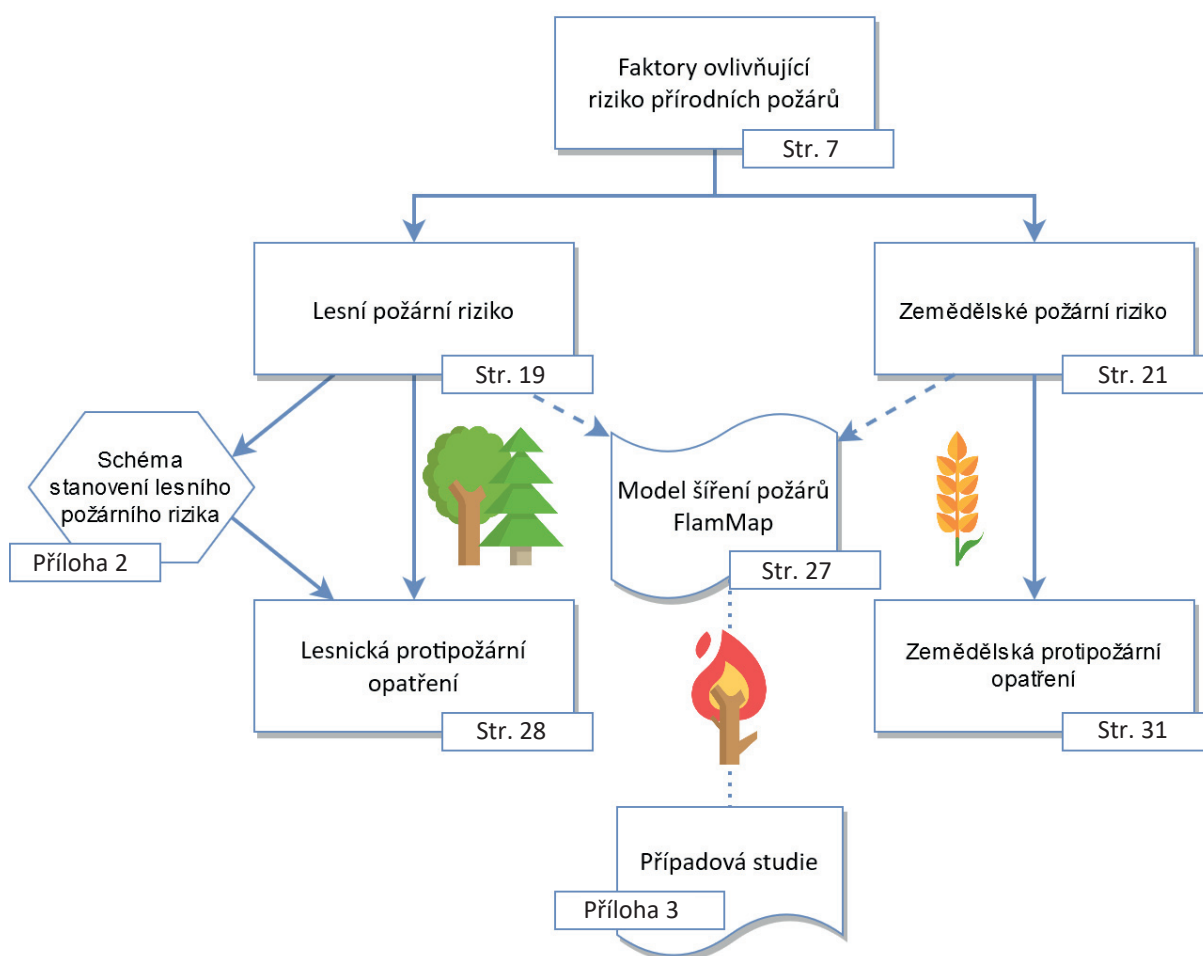 Faktory ovlivňující
riziko přírodních požárů
Str. 7
Lesní požární riziko
Str. 19
Zemědělské požární riziko
Str. 21
Schéma
stanovení lesního
požárního rizika
Příloha 2
Model šíření požárů
FlamMap
Str. 27
Lesnická protipožární
opatření
Str. 28
Zemědělská protipožární
opatření
Str. 31
Případová studie
Příloha 3